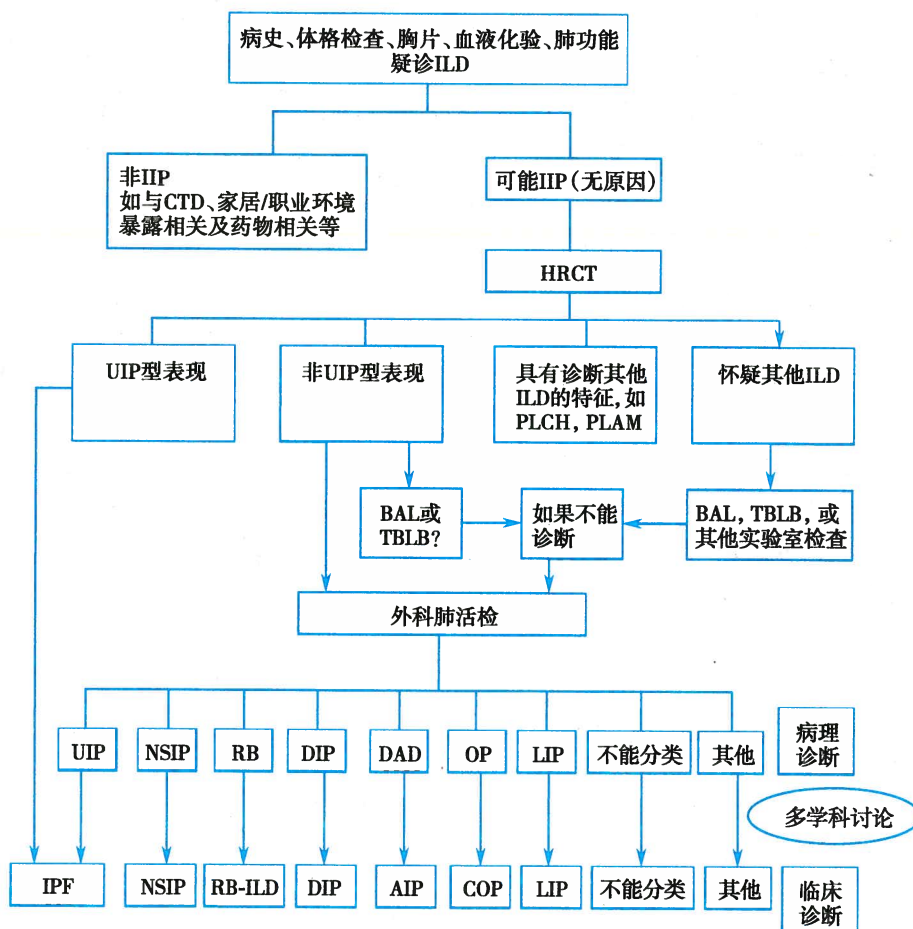 病史、体格检查、胸片、血液化验、肺功能
疑诊ILD
非IIP
如与CTD、家居/职业环境
暴露相关及药物相关等
可能IIP(无原因)
HRCT
UIP型表现
非UIP型表现
具有诊断其他
ILD的特征,如
PLCH, PLAM
怀疑其他ILD
BAL或
TBLB?
如果不能
诊断
BAL, TBLB, 或
其他实验室检查
外科肺活检
UIP
NSIP
RB
DIP
DAD
OP
LIP
不能分类
其他
病理
诊断
多学科讨论
IPF
NSIP
RB-ILD
DIP
AIP
COP
LIP
不能分类
其他
临床
诊断